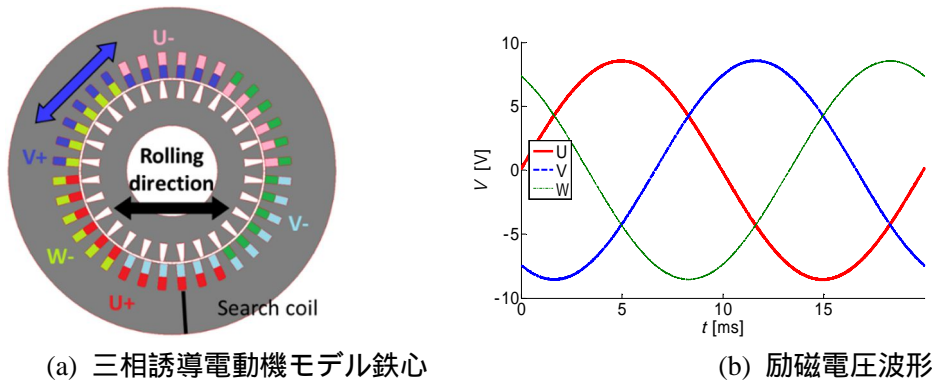 U-
V+
Rolling
direction
V-
W-
U+
Search coil
(a) 三相誘導電動機モデル鉄心
10
5
0
-5
-10
V [V]
U
V
W
0
5
10
15
t [ms]
(b) 励磁電圧波形